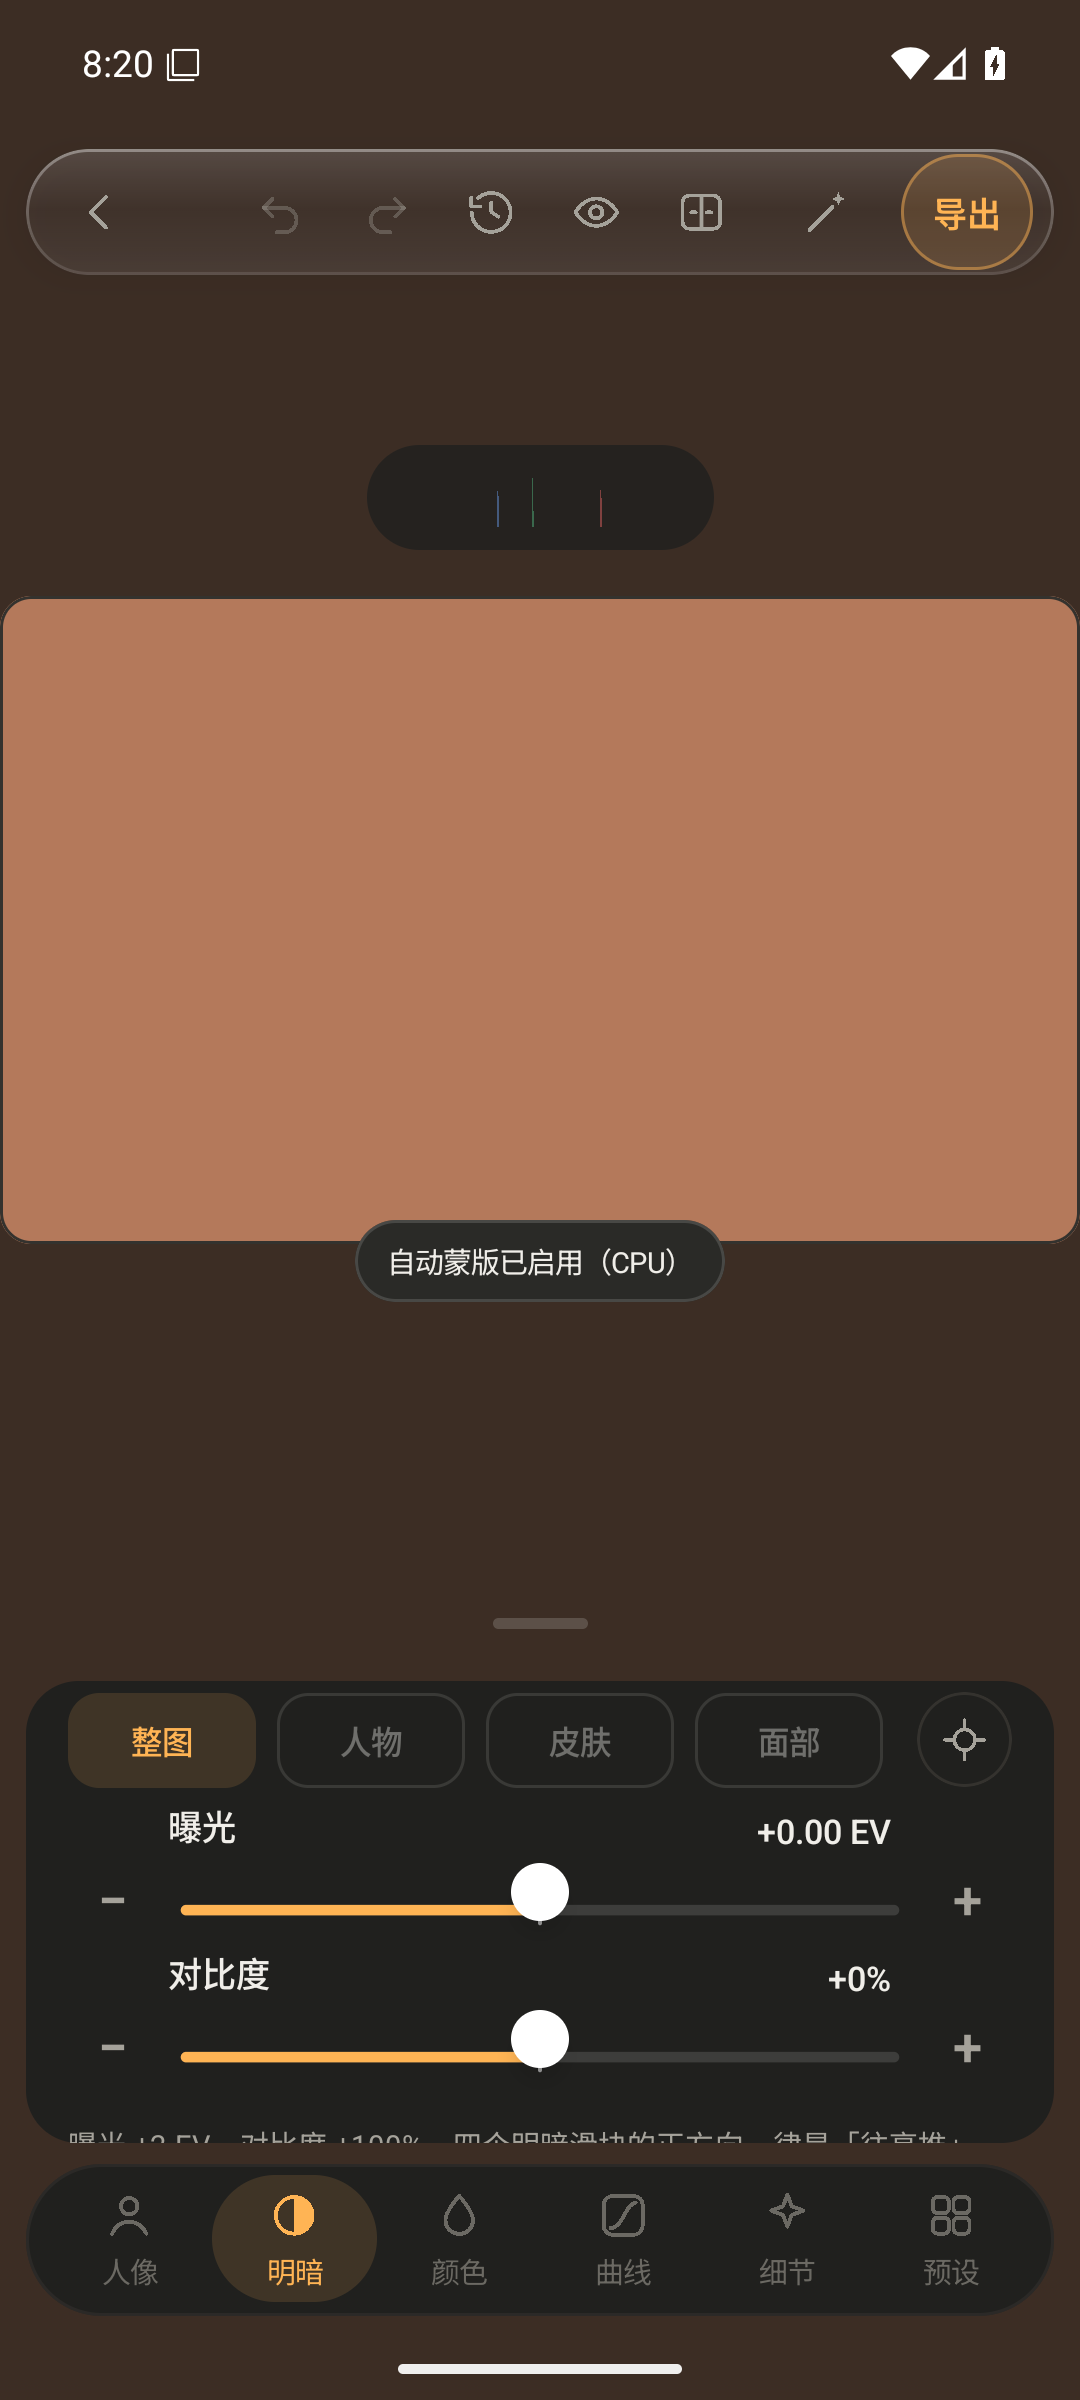 8:20
导出
自动蒙版已启用（CPU）
整图 人物 皮肤 面部
曝光 +0.00 EV
− +
对比度 +0%
− +
人像 明暗 颜色 曲线 细节 预设